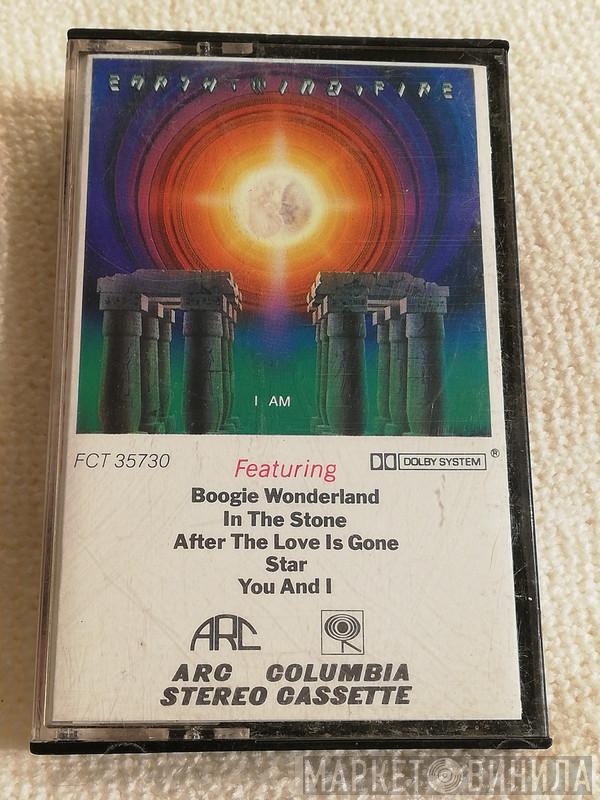 EARTH, WIND & FIRE
I AM
FCT 35730
Featuring
DOLBY SYSTEM ®
Boogie Wonderland
In The Stone
After The Love Is Gone
Star
You And I
ARC
ARC COLUMBIA
STEREO CASSETTE
МАРКЕТ ВИНИЛА